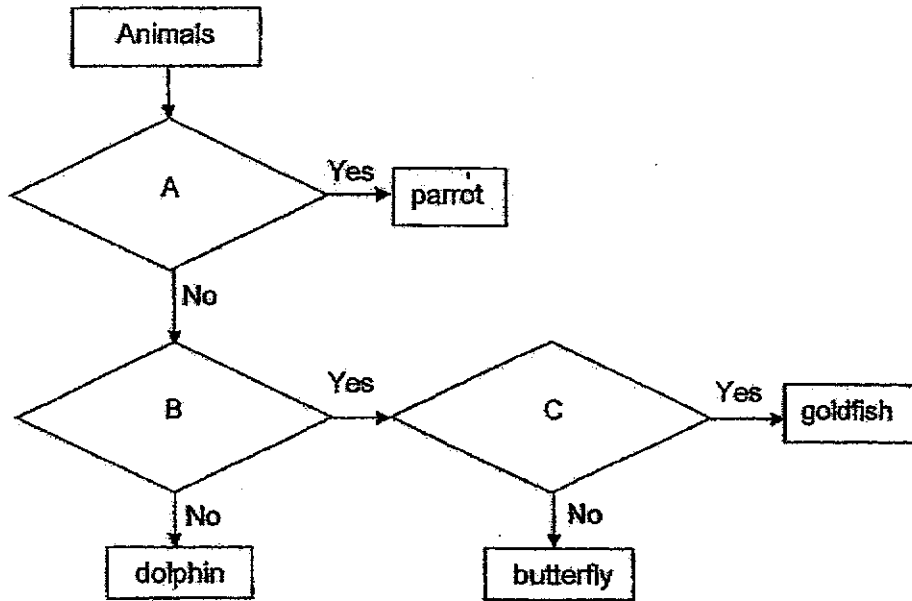 Animals
A
Yes
parrot
No
B
Yes
C
Yes
goldfish
No
No
dolphin
butterfly